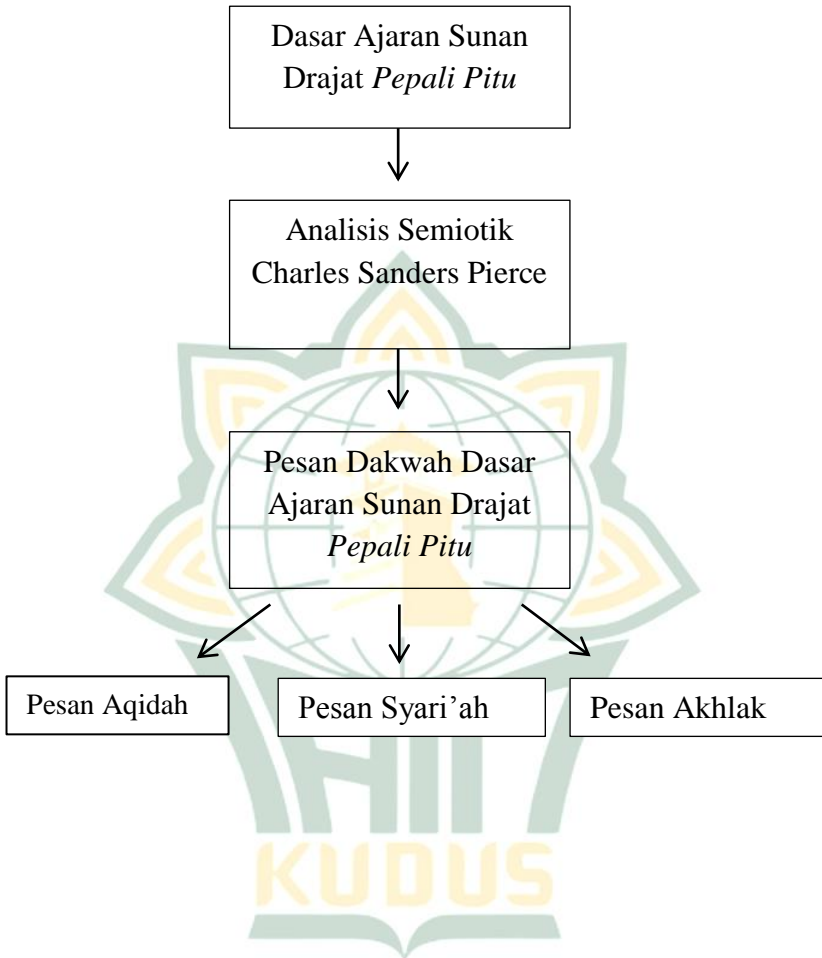 Dasar Ajaran Sunan
Drajat Pepali Pitu
Analisis Semiotik
Charles Sanders Pierce
Pesan Dakwah Dasar
Ajaran Sunan Drajat
Pepali Pitu
Pesan Aqidah
Pesan Syari’ah
Pesan Akhlak
KUDUS